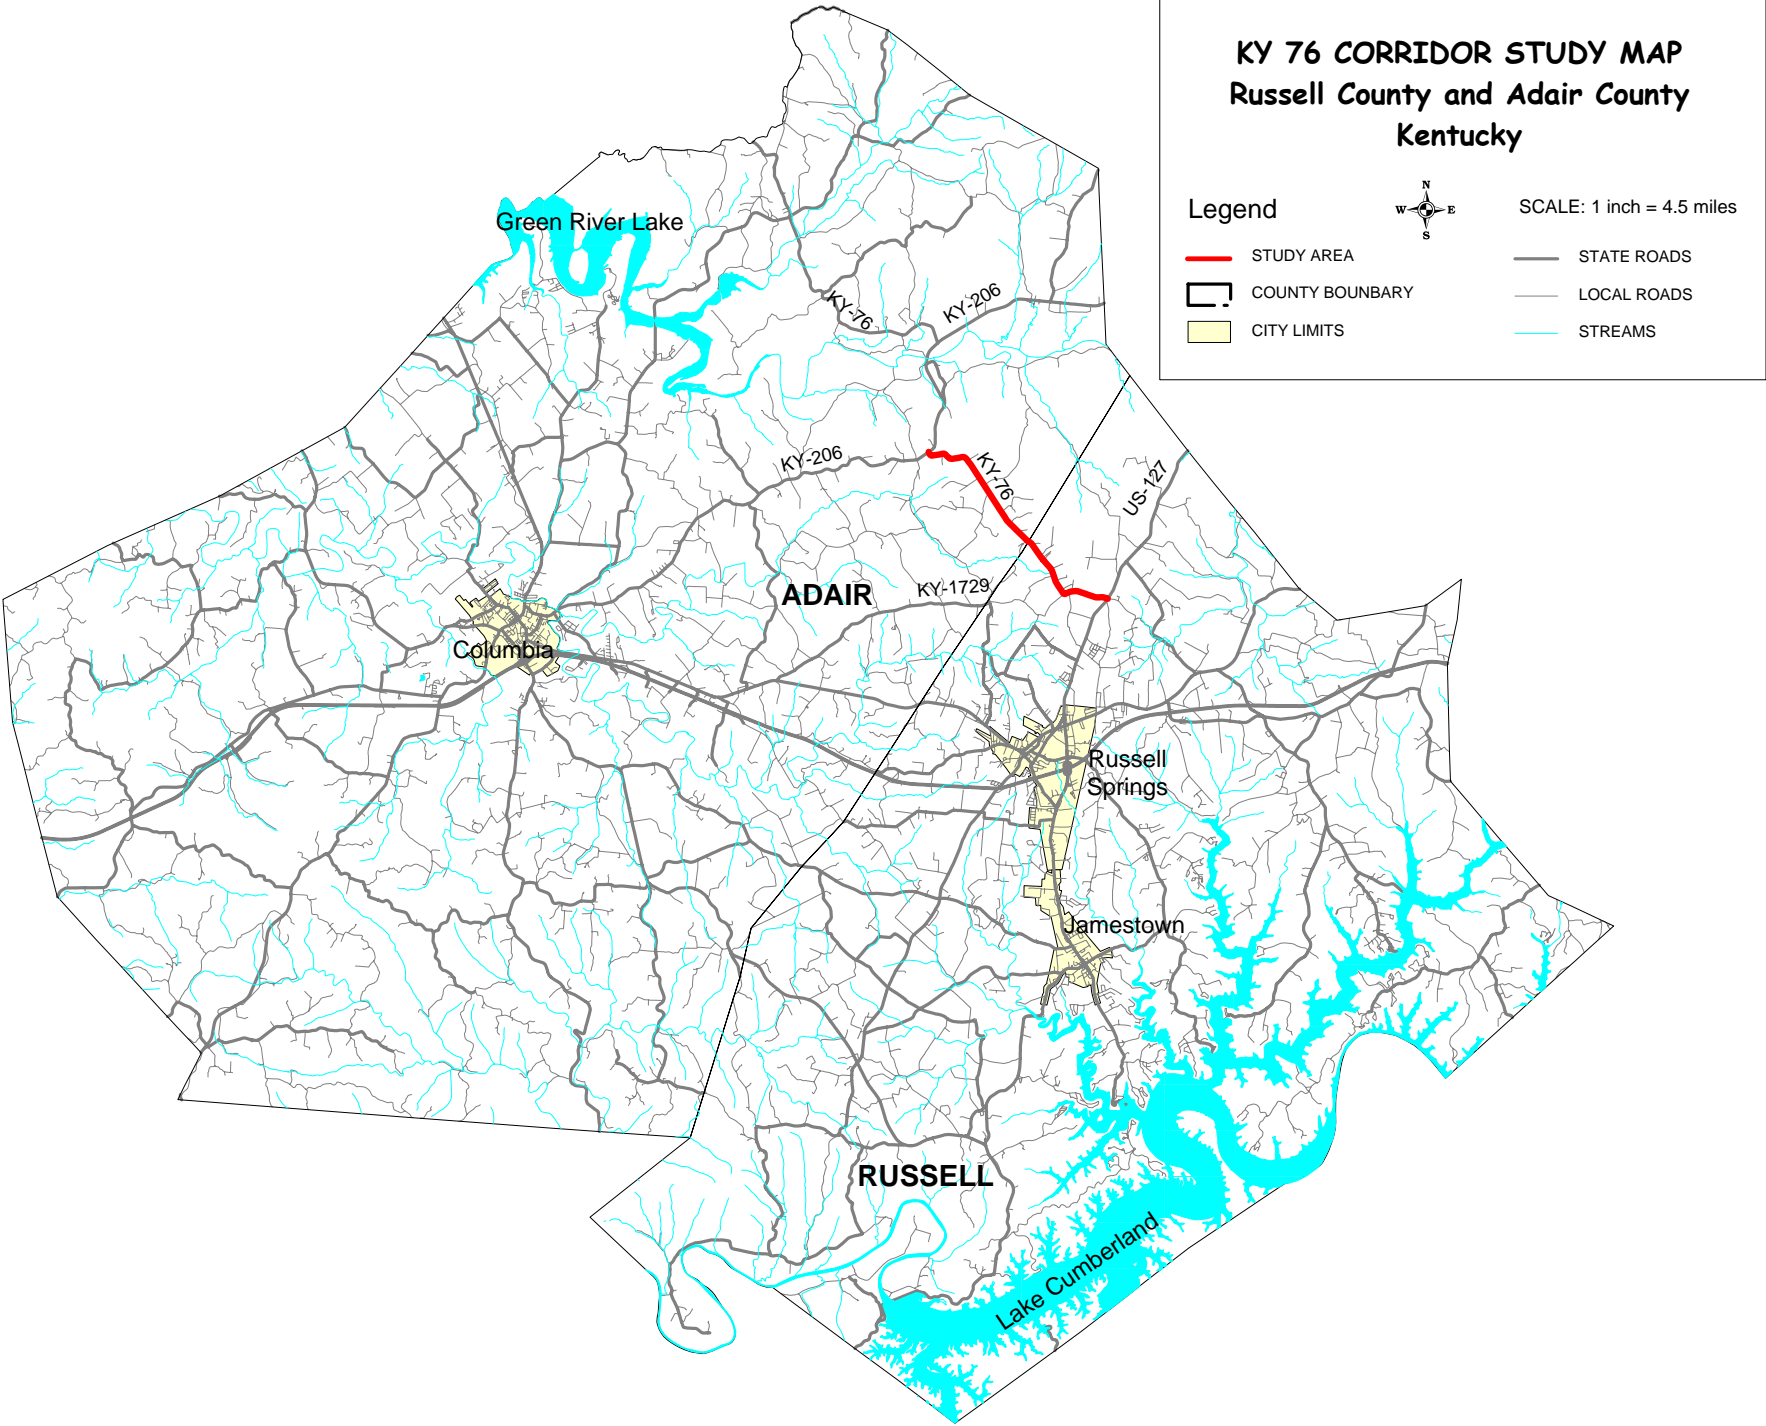 KY 76 CORRIDOR STUDY MAP
Russell County and Adair County
Kentucky
Legend
N
W
E
S
SCALE: 1 inch = 4.5 miles
STUDY AREA
STATE ROADS
COUNTY BOUNBARY
LOCAL ROADS
CITY LIMITS
STREAMS
Green River Lake
KY-76
KY-206
KY-206
KY-76
US-127
ADAIR
KY-1729
Columbia
Russell
Springs
Jamestown
RUSSELL
Lake Cumberland